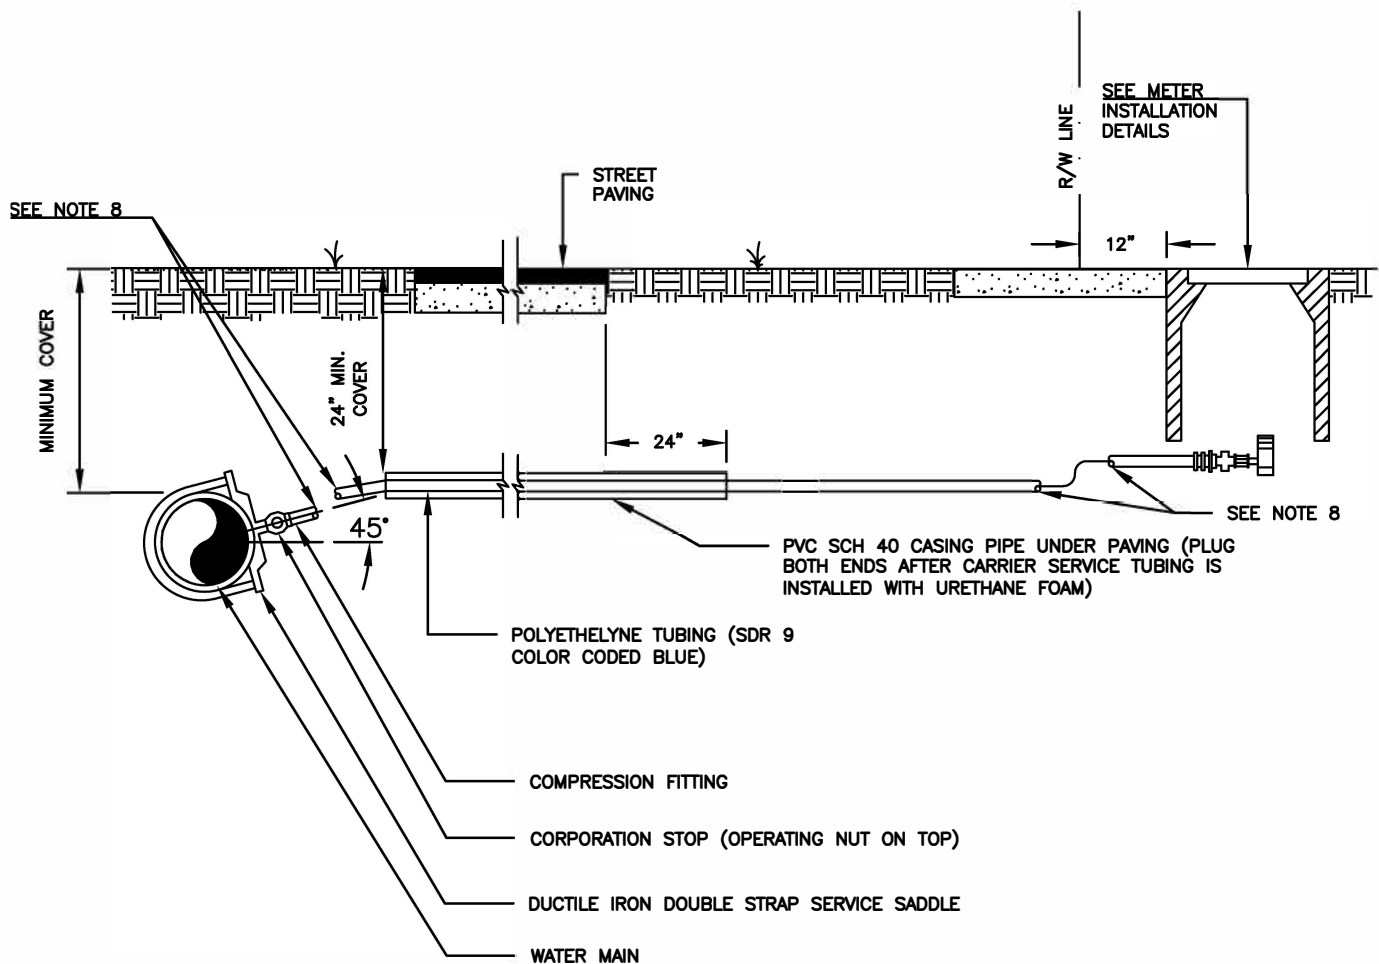 SEE METER
INSTALLATION
DETAILS
R/W LINE
STREET
PAVING
SEE NOTE 8
12"
MINIMUM COVER
24" MIN.
COVER
24"
45°
SEE NOTE 8
PVC SCH 40 CASING PIPE UNDER PAVING (PLUG
BOTH ENDS AFTER CARRIER SERVICE TUBING IS
INSTALLED WITH URETHANE FOAM)
POLYETHELYNE TUBING (SDR 9
COLOR CODED BLUE)
COMPRESSION FITTING
CORPORATION STOP (OPERATING NUT ON TOP)
DUCTILE IRON DOUBLE STRAP SERVICE SADDLE
WATER MAIN